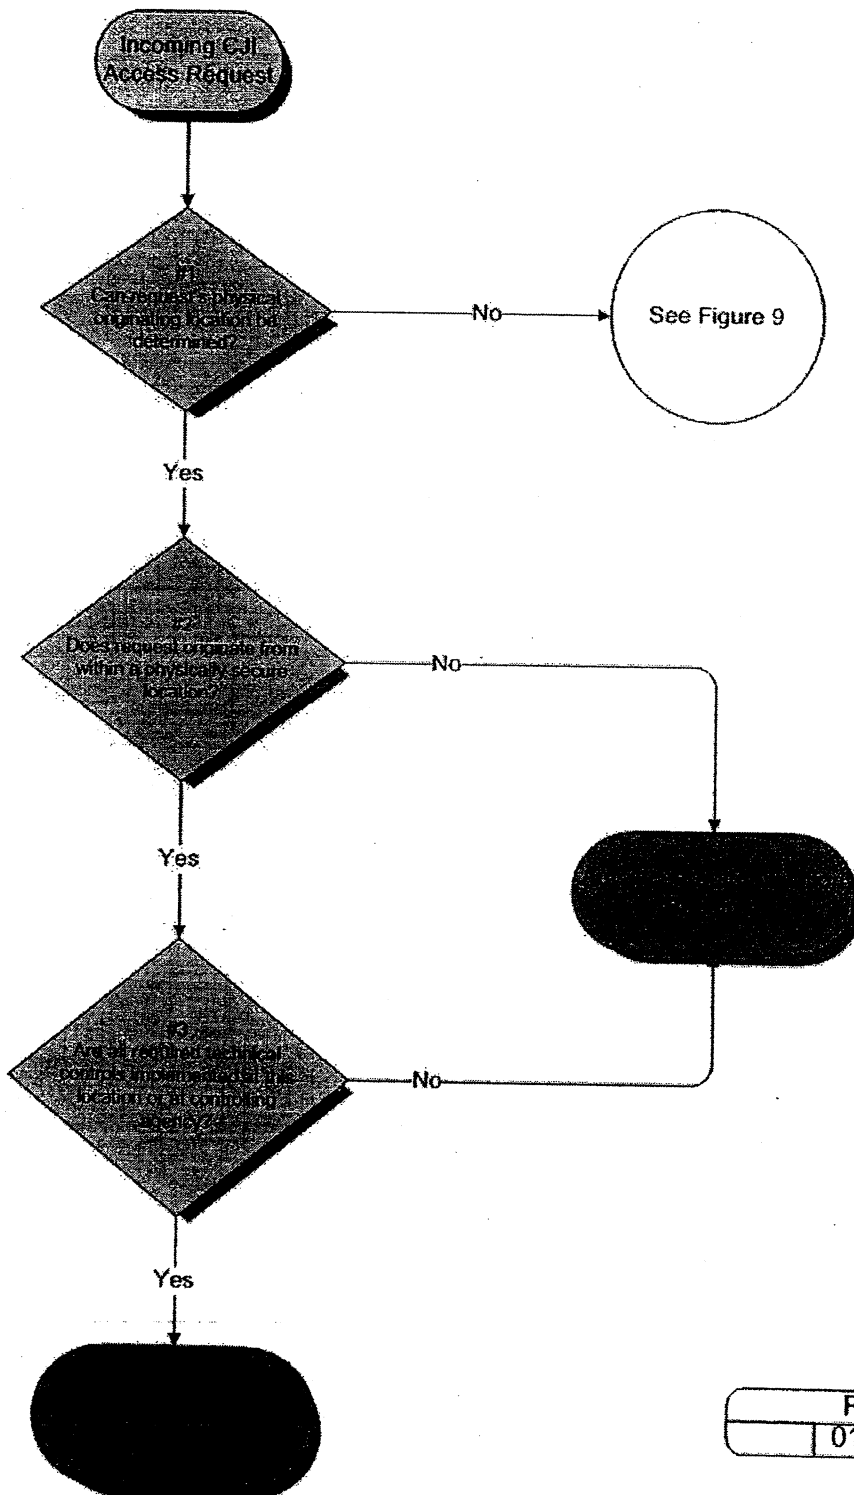 Incoming CJI
Access Request
#1
Can request's physical
originating location be
determined?
No
See Figure 9
Yes
#2
Does request originate from
within a physically secure
location?
No
Yes
#3
Are all required technical
controls implemented at this
location or at controlling
agency?
No
Yes
F
01